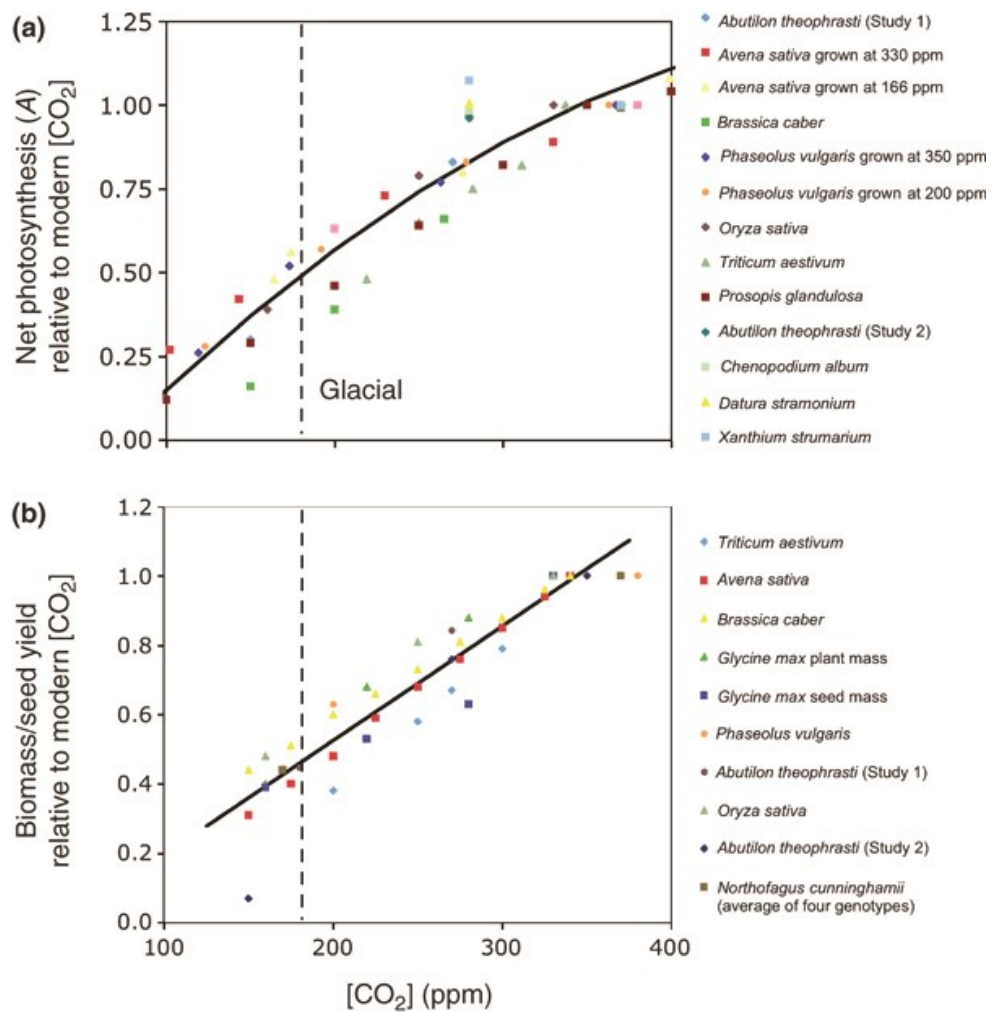 (a)
Net photosynthesis (A)
relative to modern [CO2]
1.25
1.00
0.75
0.50
0.25
0.00
Glacial
200
300
400
Abutilon theophrasti (Study 1)
Avena sativa grown at 330 ppm
Avena sativa grown at 166 ppm
Brassica caber
Phaseolus vulgaris grown at 350 ppm
Phaseolus vulgaris grown at 200 ppm
Oryza sativa
Triticum aestivum
Prosopis glandulosa
Abutilon theophrasti (Study 2)
Chenopodium album
Datura stramonium
Xanthium strumarium
(b)
Biomass/seed yield
relative to modern [CO2]
1.2
1.0
0.8
0.6
0.4
0.2
0.0
100
200
300
400
[CO2] (ppm)
Triticum aestivum
Avena sativa
Brassica caber
Glycine max plant mass
Glycine max seed mass
Phaseolus vulgaris
Abutilon theophrasti (Study 1)
Oryza sativa
Abutilon theophrasti (Study 2)
Northofagus cunninghamii
(average of four genotypes)